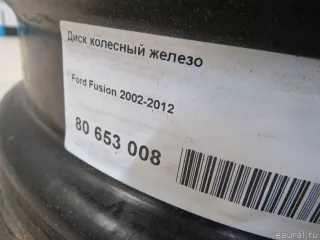 Диск колесный железо
Ford Fusion 2002-2012
80 653 008
eaural.ru